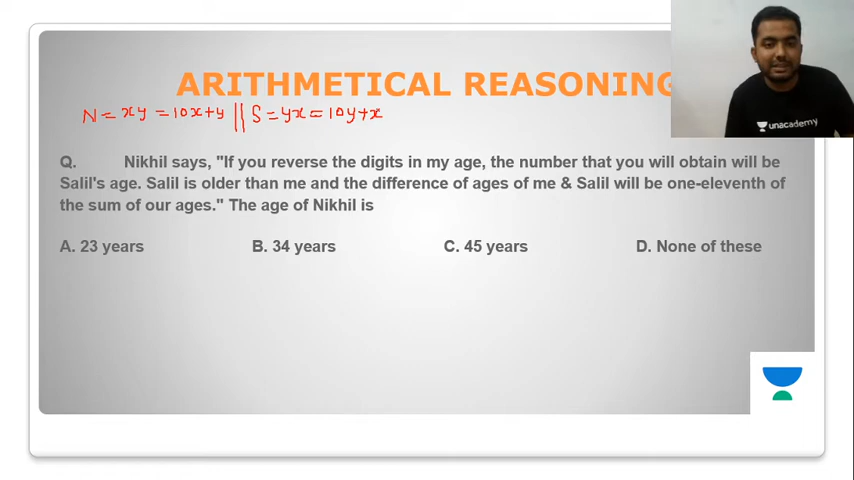 ARITHMETICAL REASONING
N = xy = 10x+y || S = yx = 10y+x
unacademy
Q. Nikhil says, "If you reverse the digits in my age, the number that you will obtain will be
Salil's age. Salil is older than me and the difference of ages of me & Salil will be one-eleventh of
the sum of our ages." The age of Nikhil is
A. 23 years B. 34 years C. 45 years D. None of these